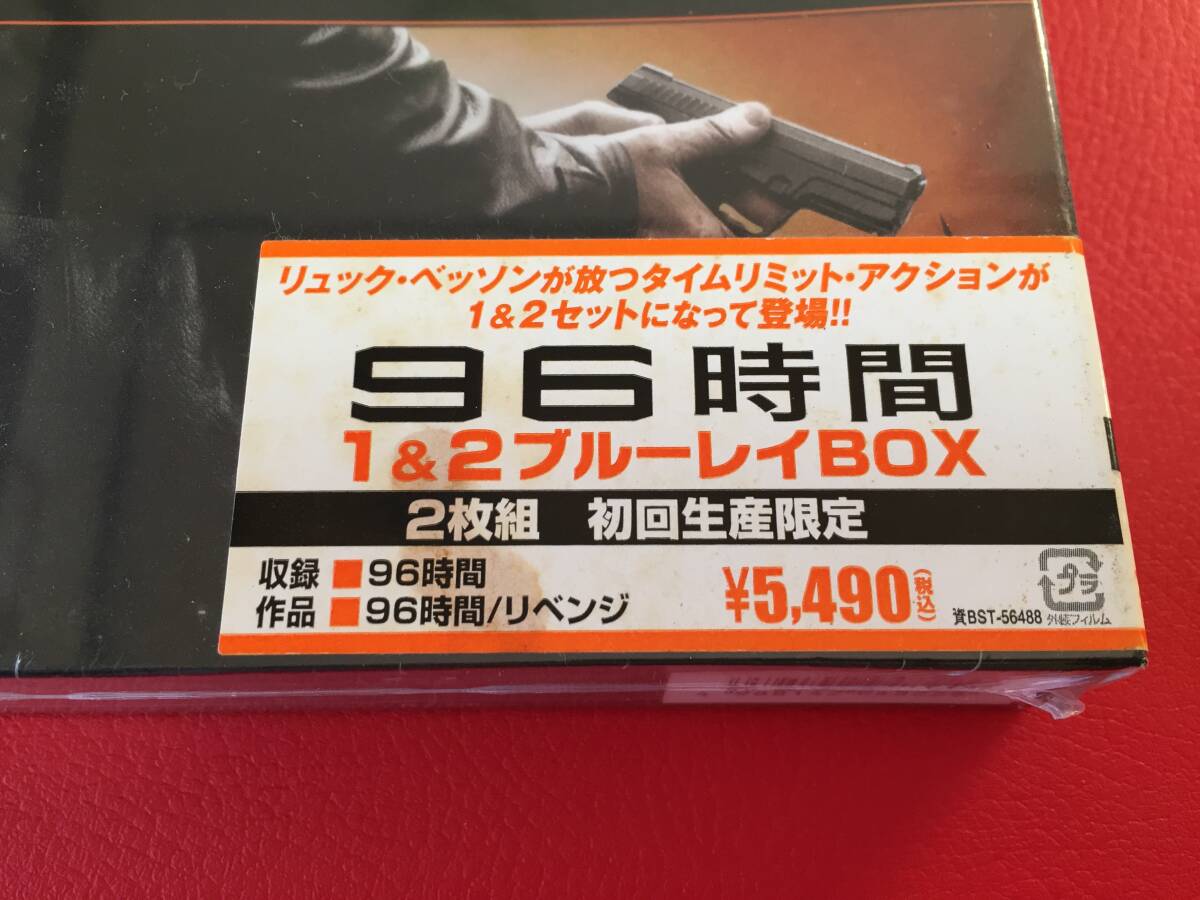 リュック・ベッソンが放つタイムリミット・アクションが
1&2セットになって登場!!
96時間
1&2ブルーレイBOX
2枚組 初回生産限定
収録 ■96時間
作品 ■96時間/リベンジ
¥5,490(税込)
プラ
資BST-56488 外装フィルム